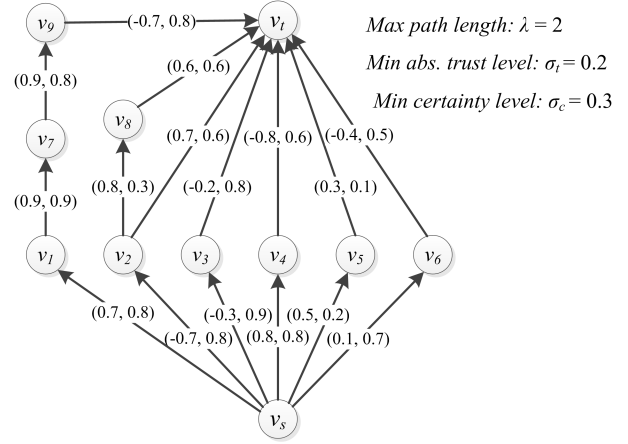 v9 (-0.7, 0.8) vt Max path length: λ = 2
(0.6, 0.6) Min abs. trust level: σt = 0.2
(0.9, 0.8) Min certainty level: σc = 0.3
v8
v7 (0.7, 0.6) (-0.8, 0.6) (-0.4, 0.5)
(0.9, 0.9) (0.8, 0.3) (-0.2, 0.8) (0.3, 0.1)
v1 v2 v3 v4 v5 v6
(0.7, 0.8) (-0.3, 0.9) (0.5, 0.2)
(-0.7, 0.8) (0.8, 0.8) (0.1, 0.7)
vs